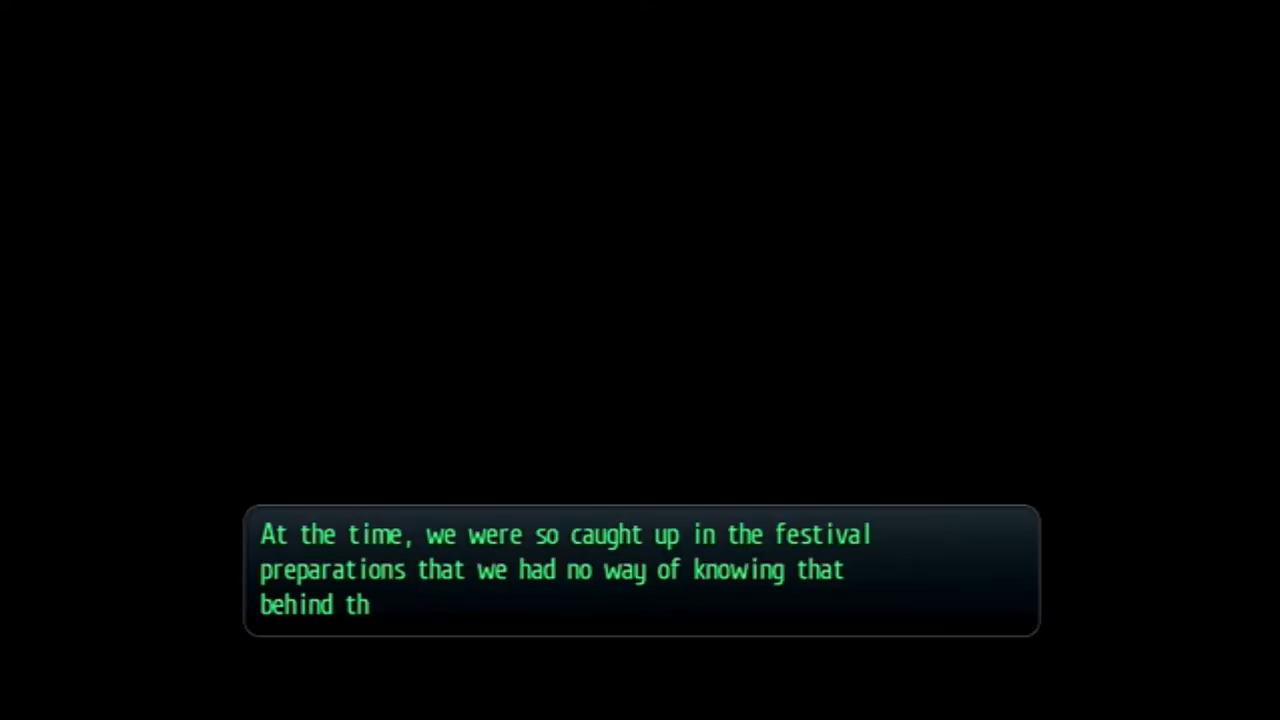 At the time, we were so caught up in the festival
preparations that we had no way of knowing that
behind th